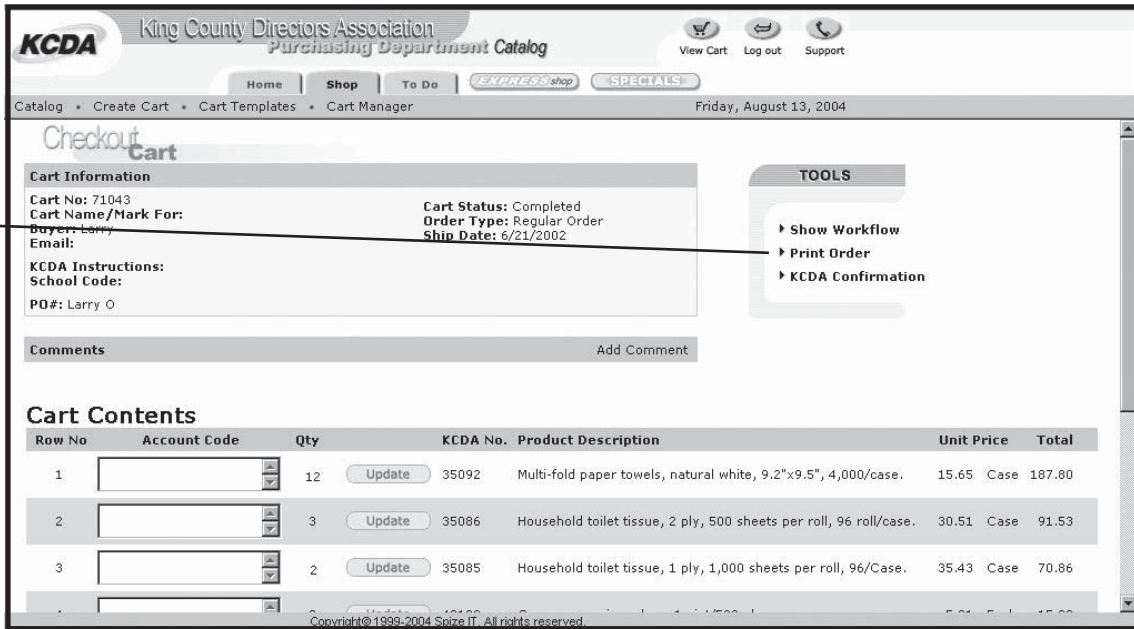 KCDA
King County Directors Association
Purchasing Department Catalog
View Cart Log out Support
Home Shop To Do EXPRESS shop SPECIALS
Catalog • Create Cart • Cart Templates • Cart Manager Friday, August 13, 2004
Checkout
Cart
Cart Information
Cart No: 71043
Cart Name/Mark For:
Buyer: Larry
Email:
KCDA Instructions:
School Code:
PO#: Larry O
Cart Status: Completed
Order Type: Regular Order
Ship Date: 6/21/2002
TOOLS
Show Workflow
Print Order
KCDA Confirmation
Comments Add Comment
Cart Contents
Row No Account Code Qty KCDA No. Product Description Unit Price Total
1 12 Update 35092 Multi-fold paper towels, natural white, 9.2"x9.5", 4,000/case. 15.65 Case 187.80
2 3 Update 35086 Household toilet tissue, 2 ply, 500 sheets per roll, 96 roll/case. 30.51 Case 91.53
3 2 Update 35085 Household toilet tissue, 1 ply, 1,000 sheets per roll, 96/Case. 35.43 Case 70.86
Copyright© 1999-2004 Spize IT. All rights reserved.